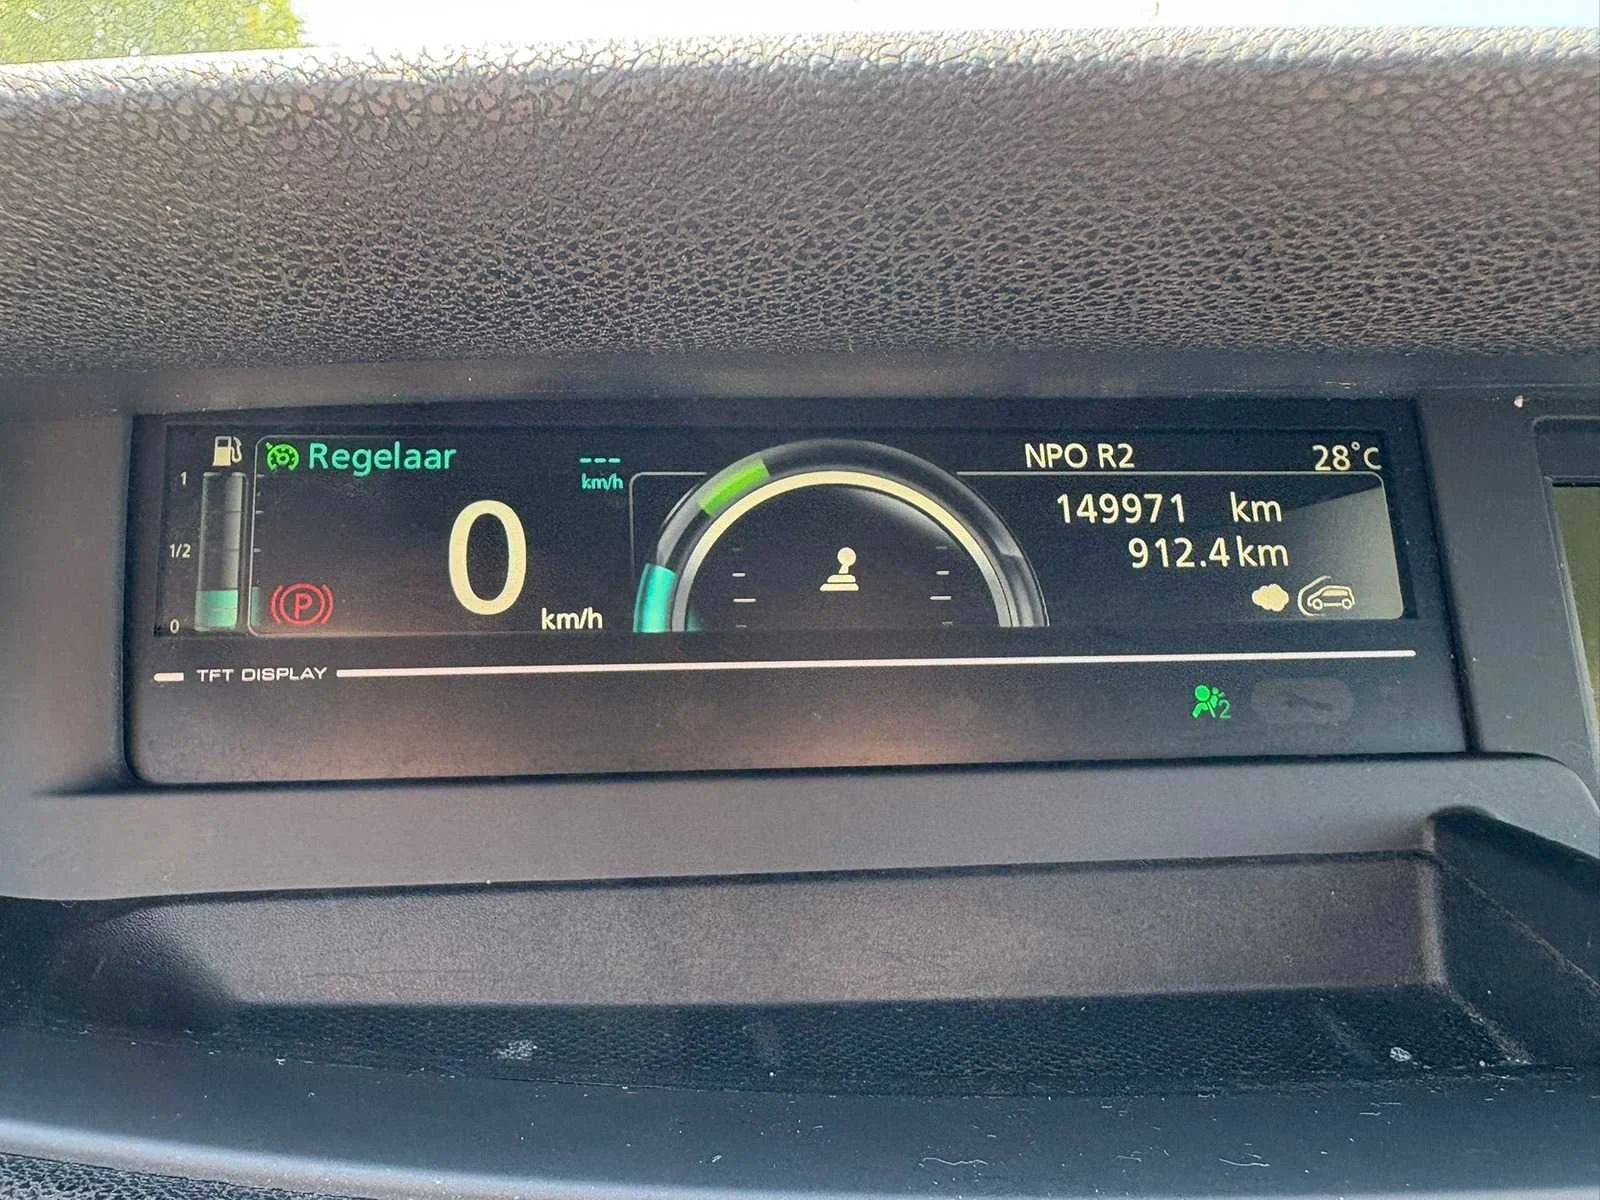 Regelaar
---
km/h
NPO R2
28°C
1
1/2
0
P
0
km/h
149971 km
912.4 km
TFT DISPLAY
2